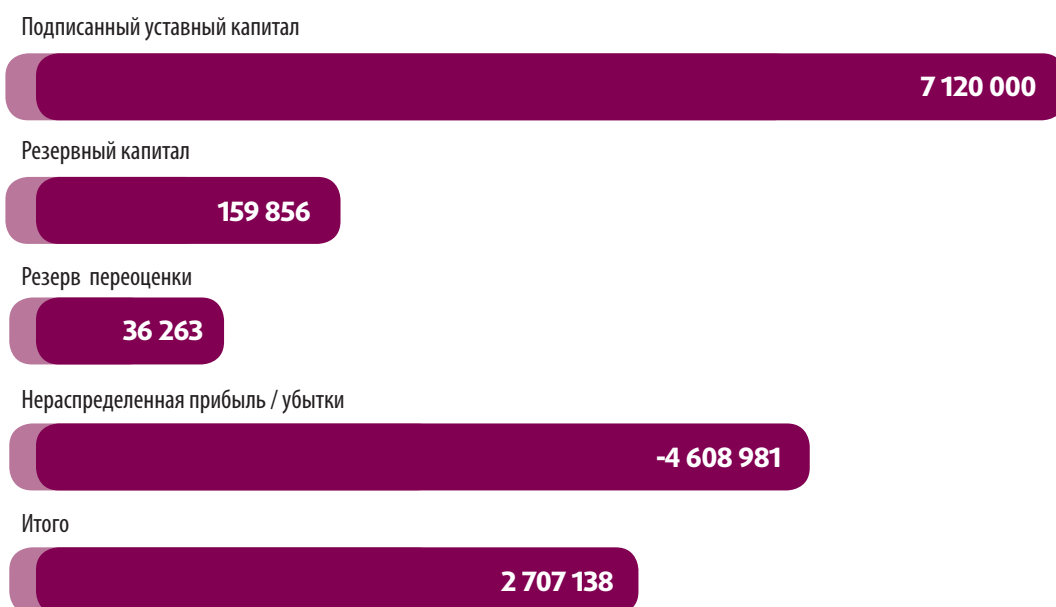 Подписанный уставный капитал
7 120 000
Резервный капитал
159 856
Резерв переоценки
36 263
Нераспределенная прибыль / убытки
-4 608 981
Итого
2 707 138